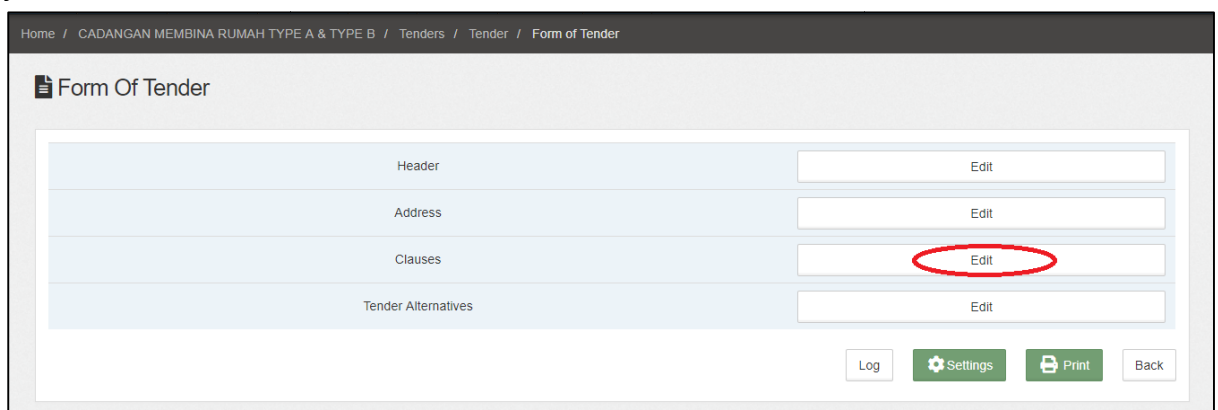 Home / CADANGAN MEMBINA RUMAH TYPE A & TYPE B / Tenders / Tender / Form of Tender
Form Of Tender
Header Edit
Address Edit
Clauses Edit
Tender Alternatives Edit
Log Settings Print Back